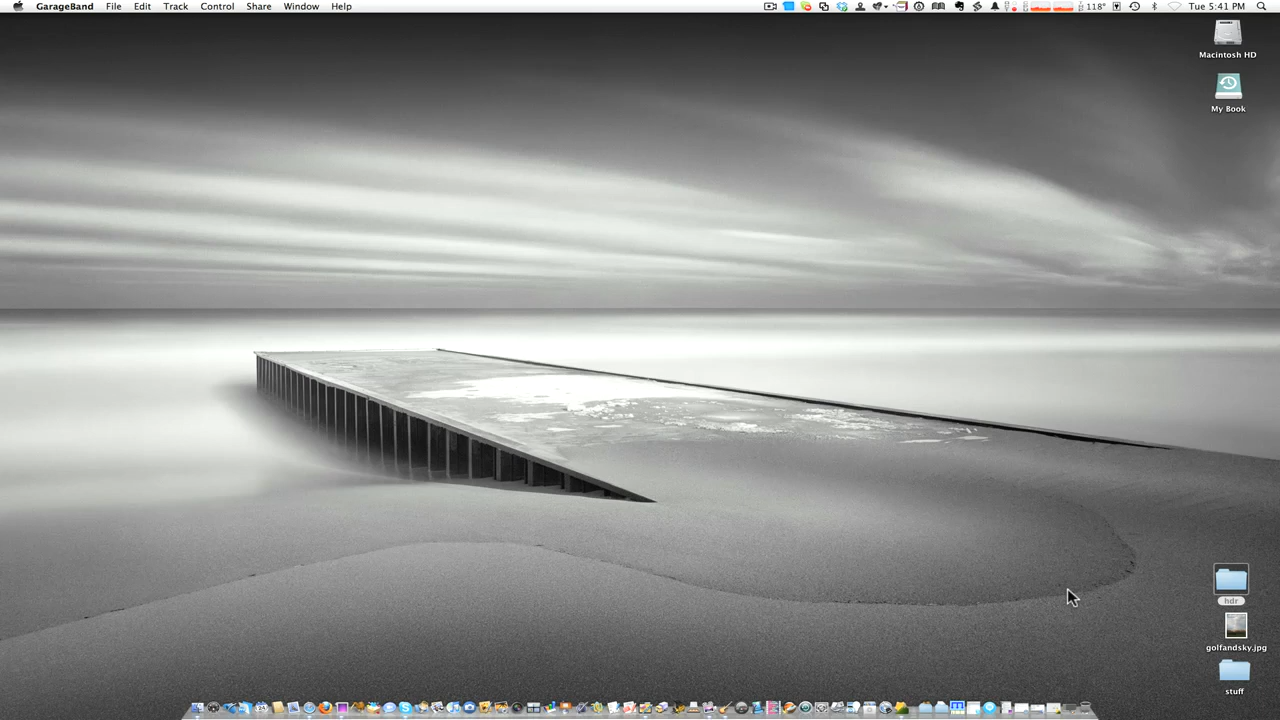 GarageBand File Edit Track Control Share Window Help 118° Tue 5:41 PM
Macintosh HD
My Book
hdr
golfandsky.jpg
stuff